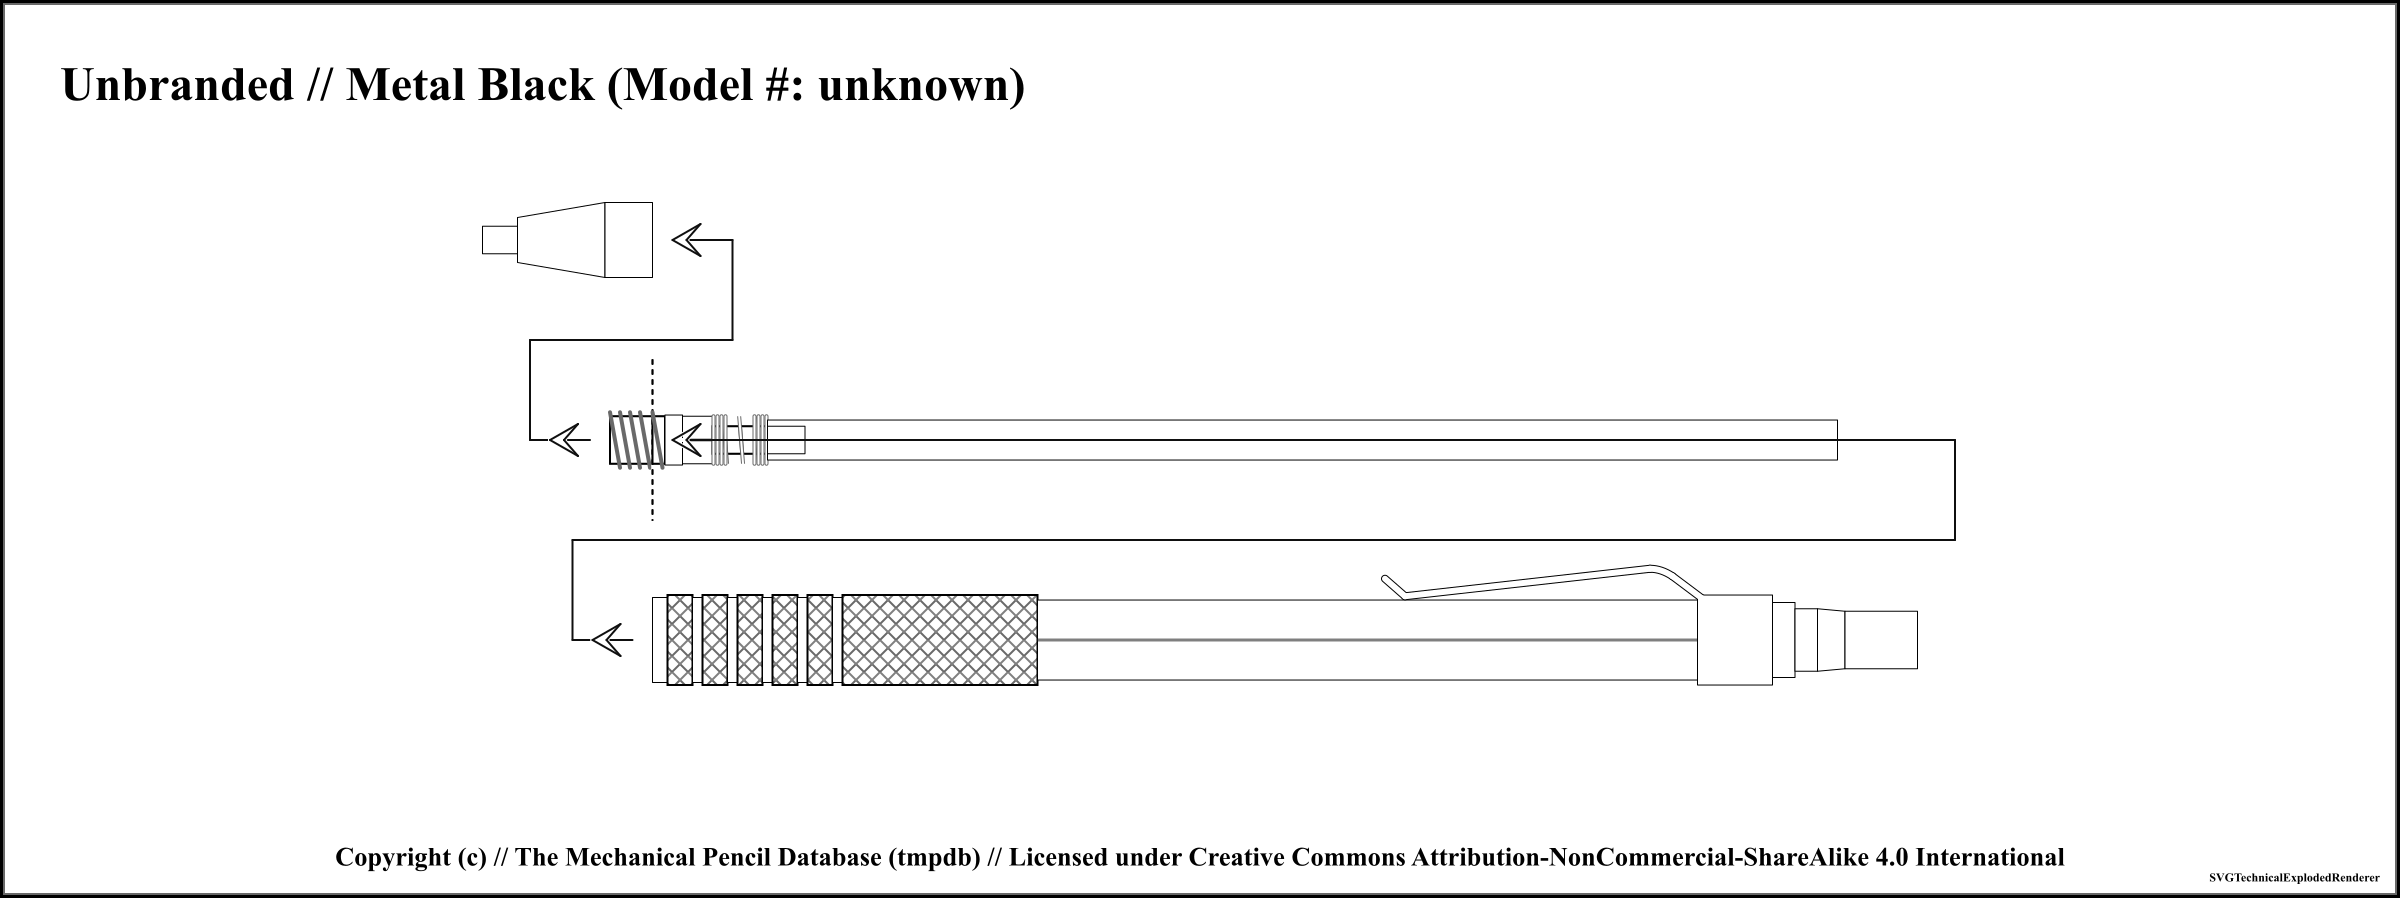 Unbranded // Metal Black (Model #: unknown)
Copyright (c) // The Mechanical Pencil Database (tmpdb) // Licensed under Creative Commons Attribution-NonCommercial-ShareAlike 4.0 International
SVGTechnicalExplodedRenderer